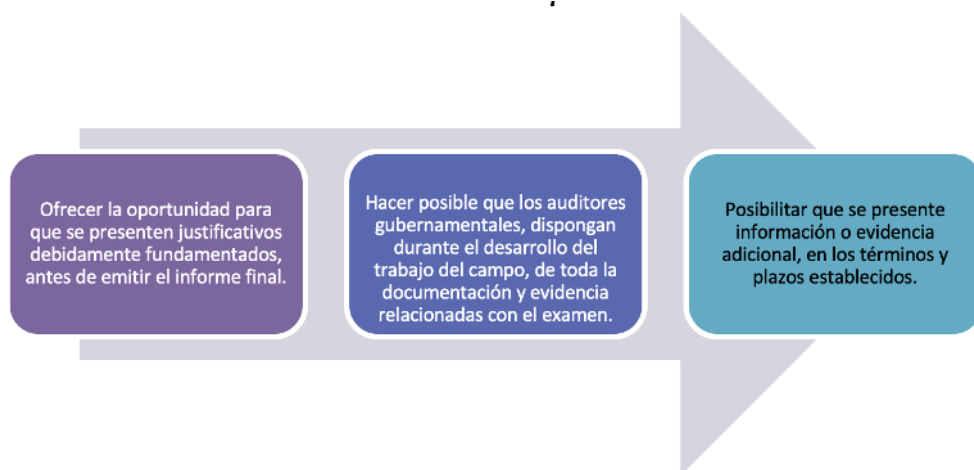 Ofrecer la oportunidad para
que se presenten justificativos
debidamente fundamentados,
antes de emitir el informe final.
Hacer posible que los auditores
gubernamentales, dispongan
durante el desarrollo del
trabajo del campo, de toda la
documentación y evidencia
relacionadas con el examen.
Posibilitar que se presente
información o evidencia
adicional, en los términos y
plazos establecidos.